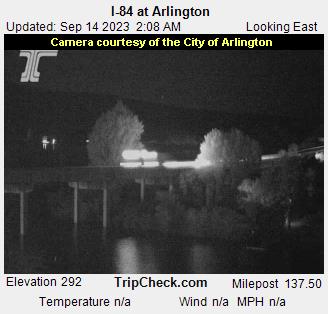 I-84 at Arlington
Updated: Sep 14 2023 2:08 AM Looking East
Camera courtesy of the City of Arlington
Elevation 292 TripCheck.com Milepost 137.50
Temperature n/a Wind n/a MPH n/a